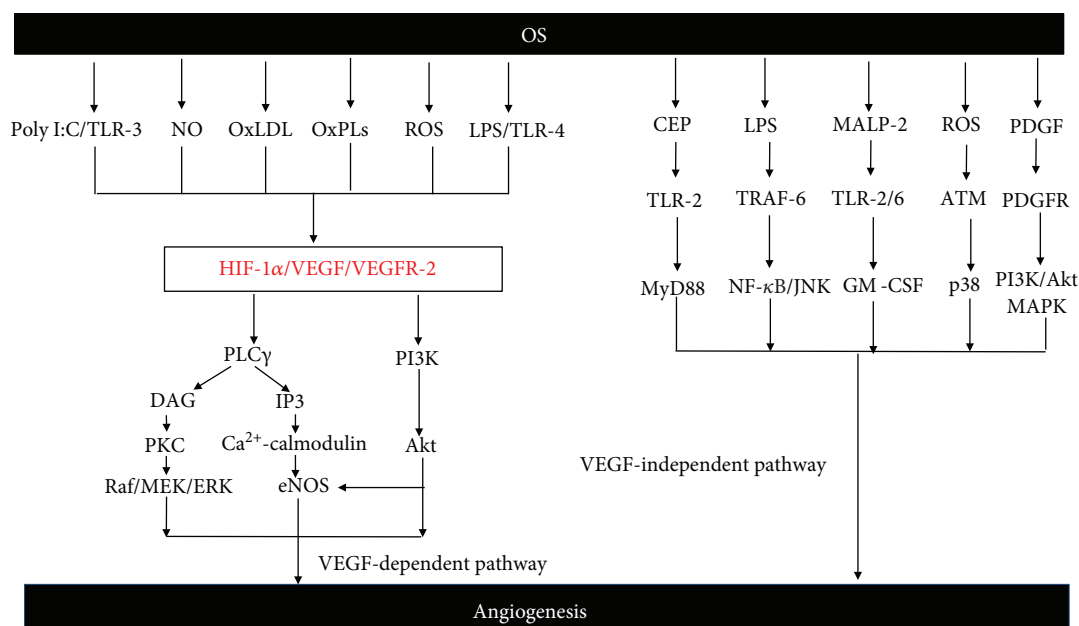 OS
Poly I:C/TLR-3 NO OxLDL OxPLs ROS LPS/TLR-4 CEP LPS MALP-2 ROS PDGF
TLR-2 TRAF-6 TLR-2/6 ATM PDGFR
HIF-1α/VEGF/VEGFR-2
MyD88 NF-κB/JNK GM -CSF p38 PI3K/Akt
MAPK
PLCγ PI3K
DAG IP3
PKC Ca²⁺-calmodulin Akt
VEGF-independent pathway
Raf/MEK/ERK eNOS
VEGF-dependent pathway
Angiogenesis